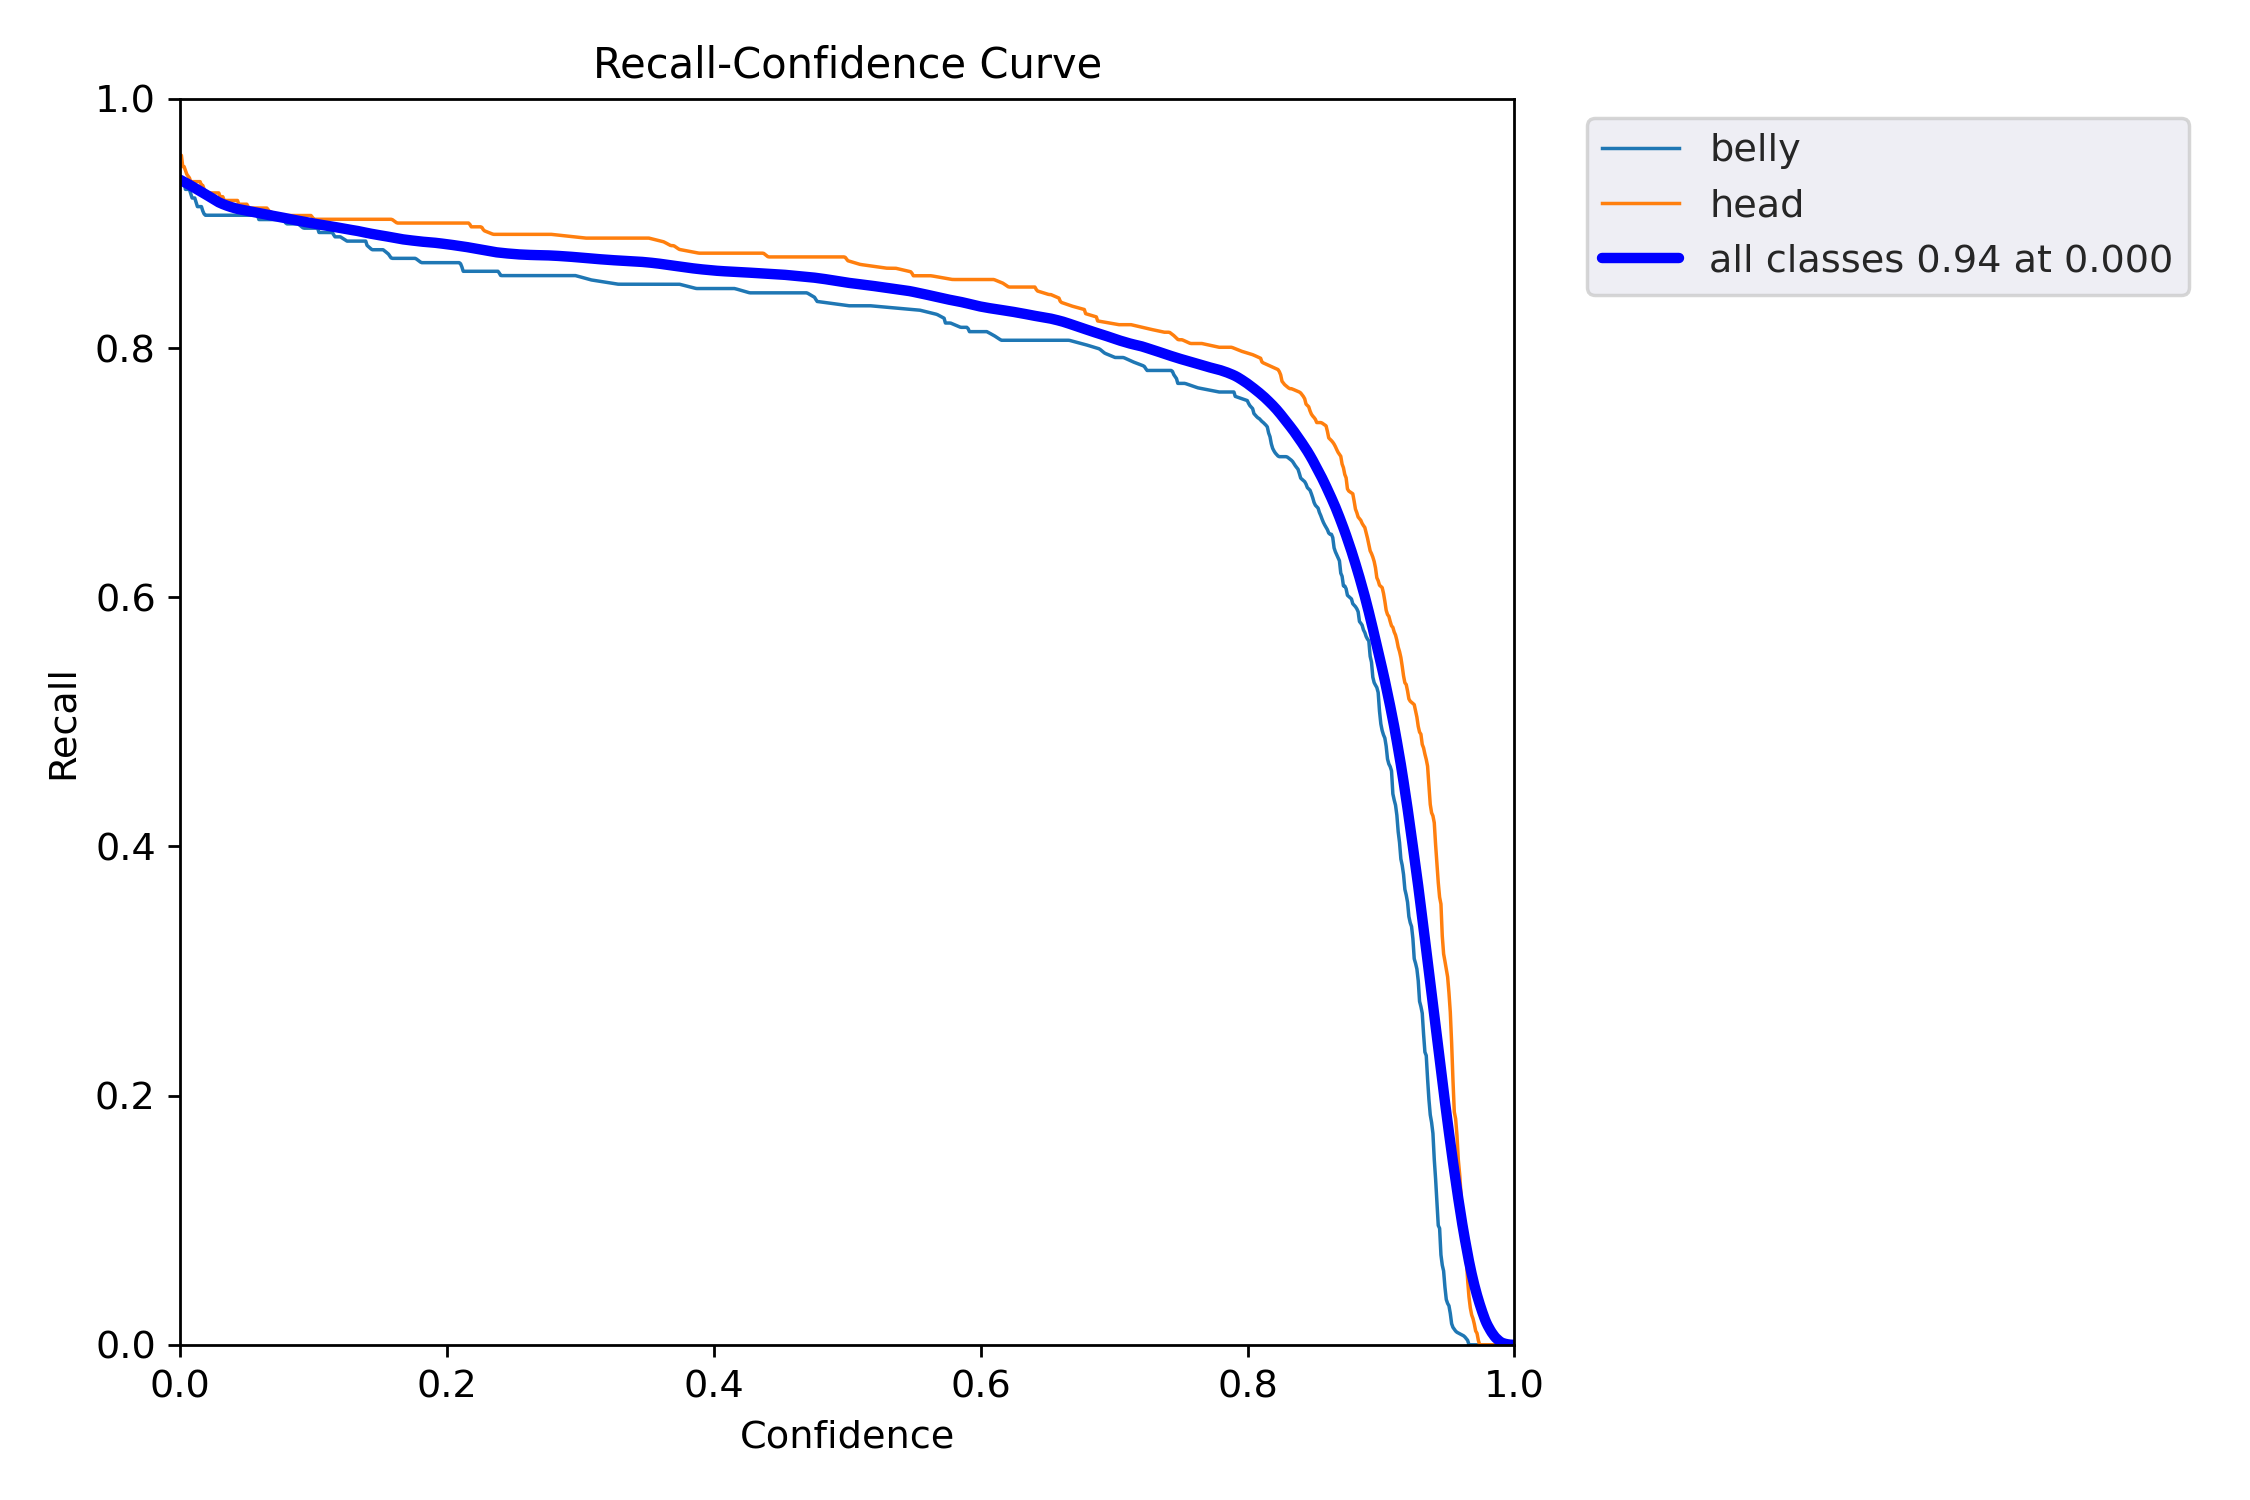 Recall-Confidence Curve
1.0
0.8
0.6
0.4
0.2
0.0
Recall
0.0 0.2 0.4 0.6 0.8 1.0
Confidence
belly
head
all classes 0.94 at 0.000